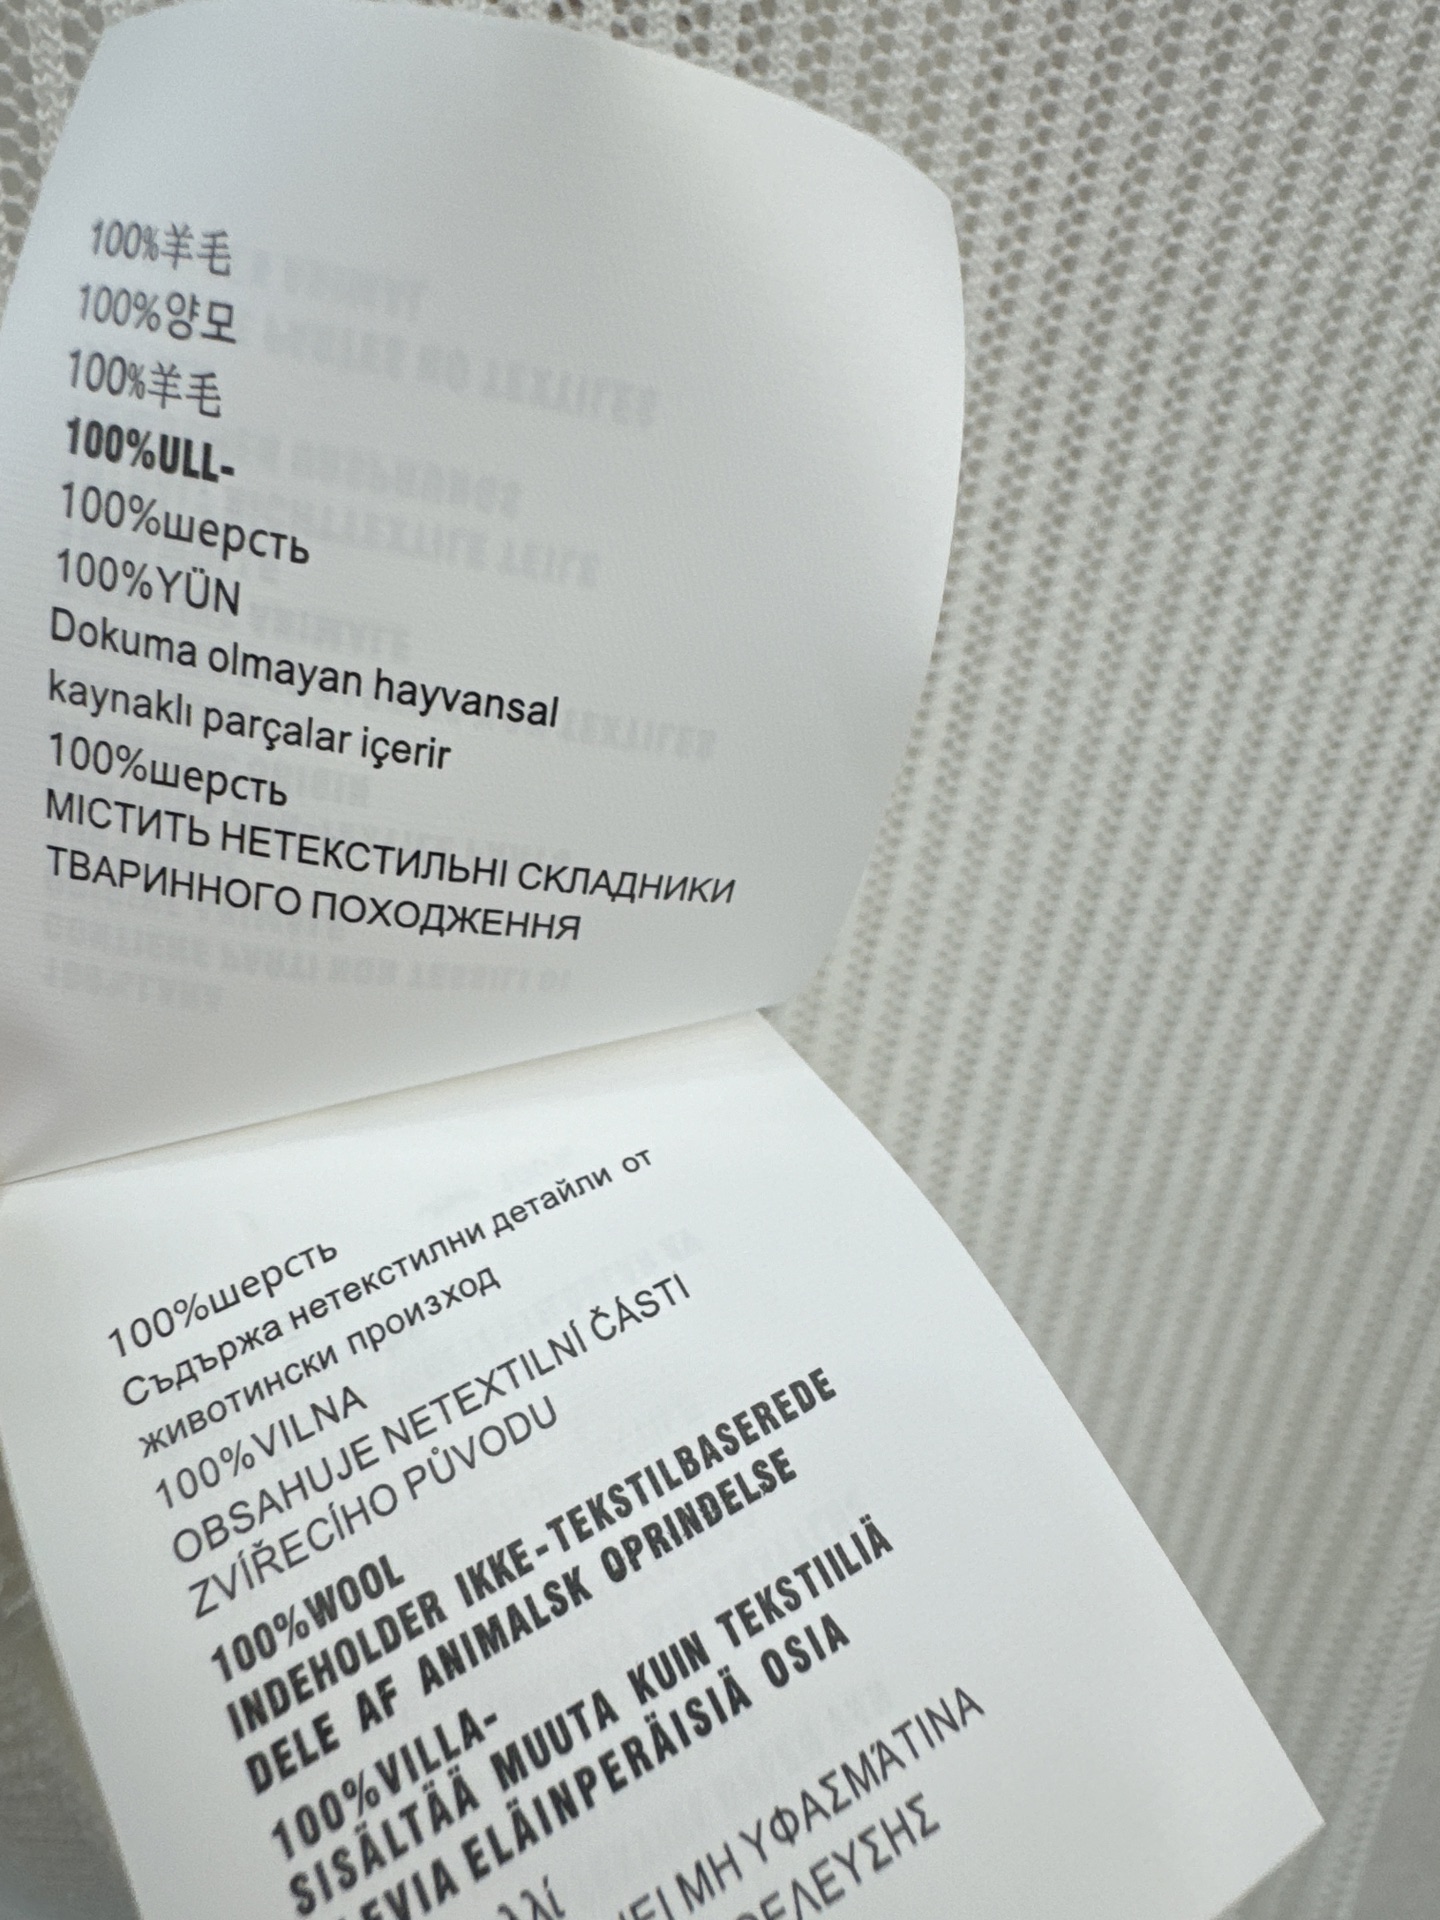 100%羊毛
100%양모
100%羊毛
100%ULL-
100%шерсть
100%YÜN
Dokuma olmayan hayvansal
kaynaklı parçalar içerir
100%шерсть
МІСТИТЬ НЕТЕКСТИЛЬНІ СКЛАДНИКИ
ТВАРИННОГО ПОХОДЖЕННЯ
100%шерсть
Съдържа нетекстилни детайли от
животински произход
100%VILNA
OBSAHUJE NETEXTILNÍ ČÁSTI
ZVÍŘECÍHO PŮVODU
100%WOOL
INDEHOLDER IKKE-TEKSTILBASEREDE
DELE AF ANIMALSK OPRINDELSE
100%VILLA-
SISÄLTÄÄ MUUTA KUIN TEKSTIILIÄ
ELÄINPERÄISIÄ OSIA
ΜΗ ΥΦΑΣΜΆΤΙΝΑ